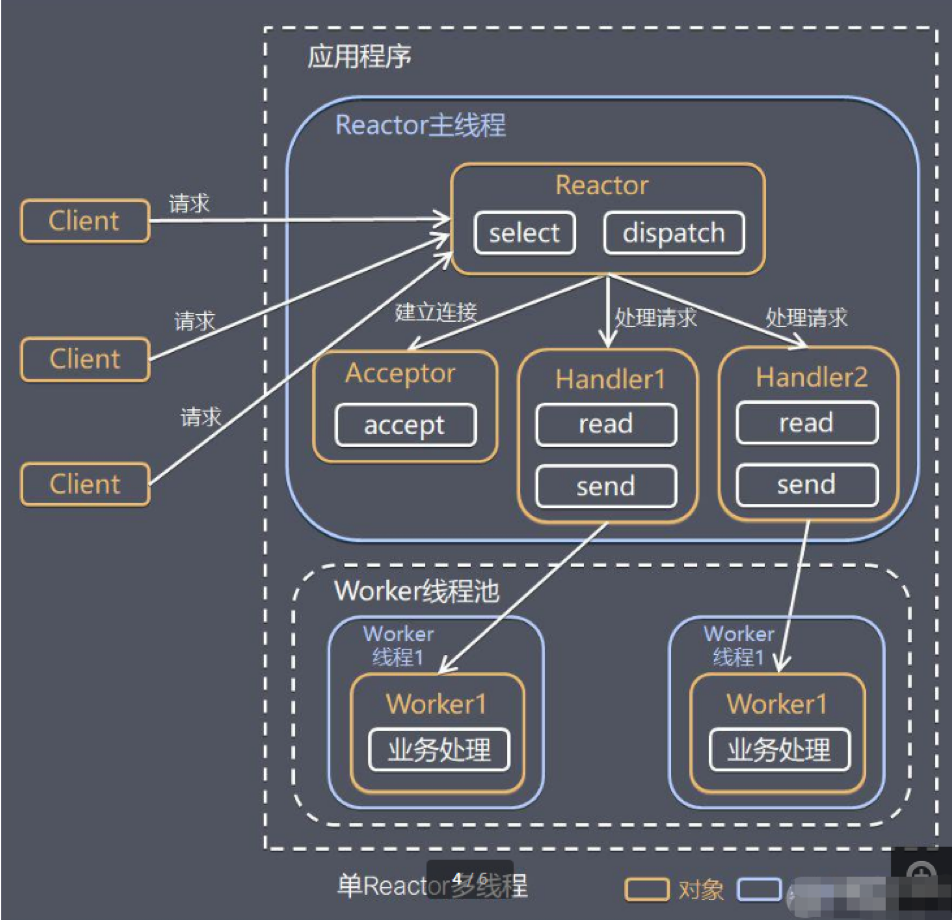 应用程序
Reactor主线程
Reactor
select
dispatch
Client
请求
Client
请求
Client
请求
建立连接
处理请求
处理请求
Acceptor
accept
Handler1
read
send
Handler2
read
send
Worker线程池
Worker
线程1
Worker1
业务处理
Worker
线程1
Worker1
业务处理
单Reactor多线程
4 / 6
对象